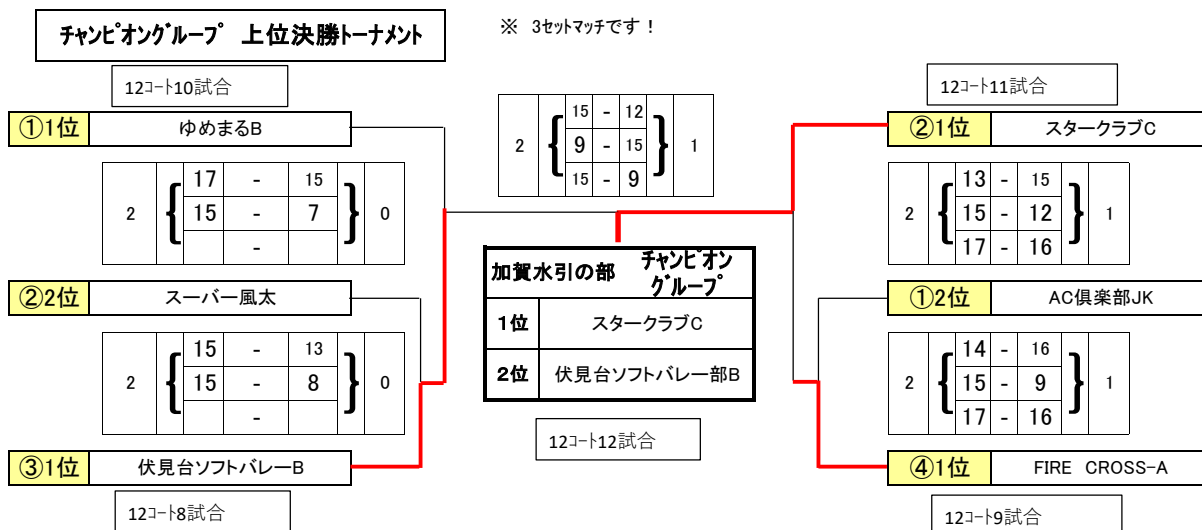 チャンピオングループ 上位決勝トーナメント
※ 3セットマッチです！
12コート10試合
①1位 ゆめまるB
2 { 17 - 15 } 0
15 - 7
-
②2位 スーバー風太
2 { 15 - 13 } 0
15 - 8
-
③1位 伏見台ソフトバレーB
12コート8試合
2 { 15 - 12 } 1
9 - 15
15 - 9
加賀水引の部 チャンピオン
グループ
1位 スタークラブC
2位 伏見台ソフトバレー部B
12コート12試合
12コート11試合
②1位 スタークラブC
2 { 13 - 15 } 1
15 - 12
17 - 16
①2位 AC倶楽部JK
2 { 14 - 16 } 1
15 - 9
17 - 16
④1位 FIRE CROSS-A
12コート9試合